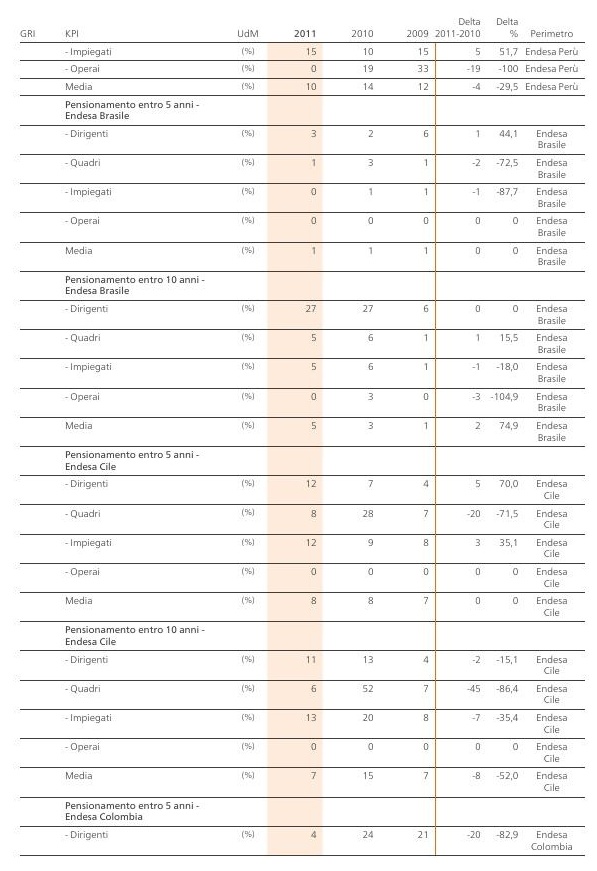 Delta Delta
GRI KPI UdM 2011 2010 2009 2011-2010 % Perimetro
- Impiegati (%) 15 10 15 5 51,7 Endesa Perù
- Operai (%) 0 19 33 -19 -100 Endesa Perù
Media (%) 10 14 12 -4 -29,5 Endesa Perù
Pensionamento entro 5 anni -
Endesa Brasile
- Dirigenti (%) 3 2 6 1 44,1 Endesa
Brasile
- Quadri (%) 1 3 1 -2 -72,5 Endesa
Brasile
- Impiegati (%) 0 1 1 -1 -87,7 Endesa
Brasile
- Operai (%) 0 0 0 0 0 Endesa
Brasile
Media (%) 1 1 1 0 0 Endesa
Brasile
Pensionamento entro 10 anni -
Endesa Brasile
- Dirigenti (%) 27 27 6 0 0 Endesa
Brasile
- Quadri (%) 5 6 1 1 15,5 Endesa
Brasile
- Impiegati (%) 5 6 1 -1 -18,0 Endesa
Brasile
- Operai (%) 0 3 0 -3 -104,9 Endesa
Brasile
Media (%) 5 3 1 2 74,9 Endesa
Brasile
Pensionamento entro 5 anni -
Endesa Cile
- Dirigenti (%) 12 7 4 5 70,0 Endesa
Cile
- Quadri (%) 8 28 7 -20 -71,5 Endesa
Cile
- Impiegati (%) 12 9 8 3 35,1 Endesa
Cile
- Operai (%) 0 0 0 0 0 Endesa
Cile
Media (%) 8 8 7 0 0 Endesa
Cile
Pensionamento entro 10 anni -
Endesa Cile
- Dirigenti (%) 11 13 4 -2 -15,1 Endesa
Cile
- Quadri (%) 6 52 7 -45 -86,4 Endesa
Cile
- Impiegati (%) 13 20 8 -7 -35,4 Endesa
Cile
- Operai (%) 0 0 0 0 0 Endesa
Cile
Media (%) 7 15 7 -8 -52,0 Endesa
Cile
Pensionamento entro 5 anni -
Endesa Colombia
- Dirigenti (%) 4 24 21 -20 -82,9 Endesa
Colombia